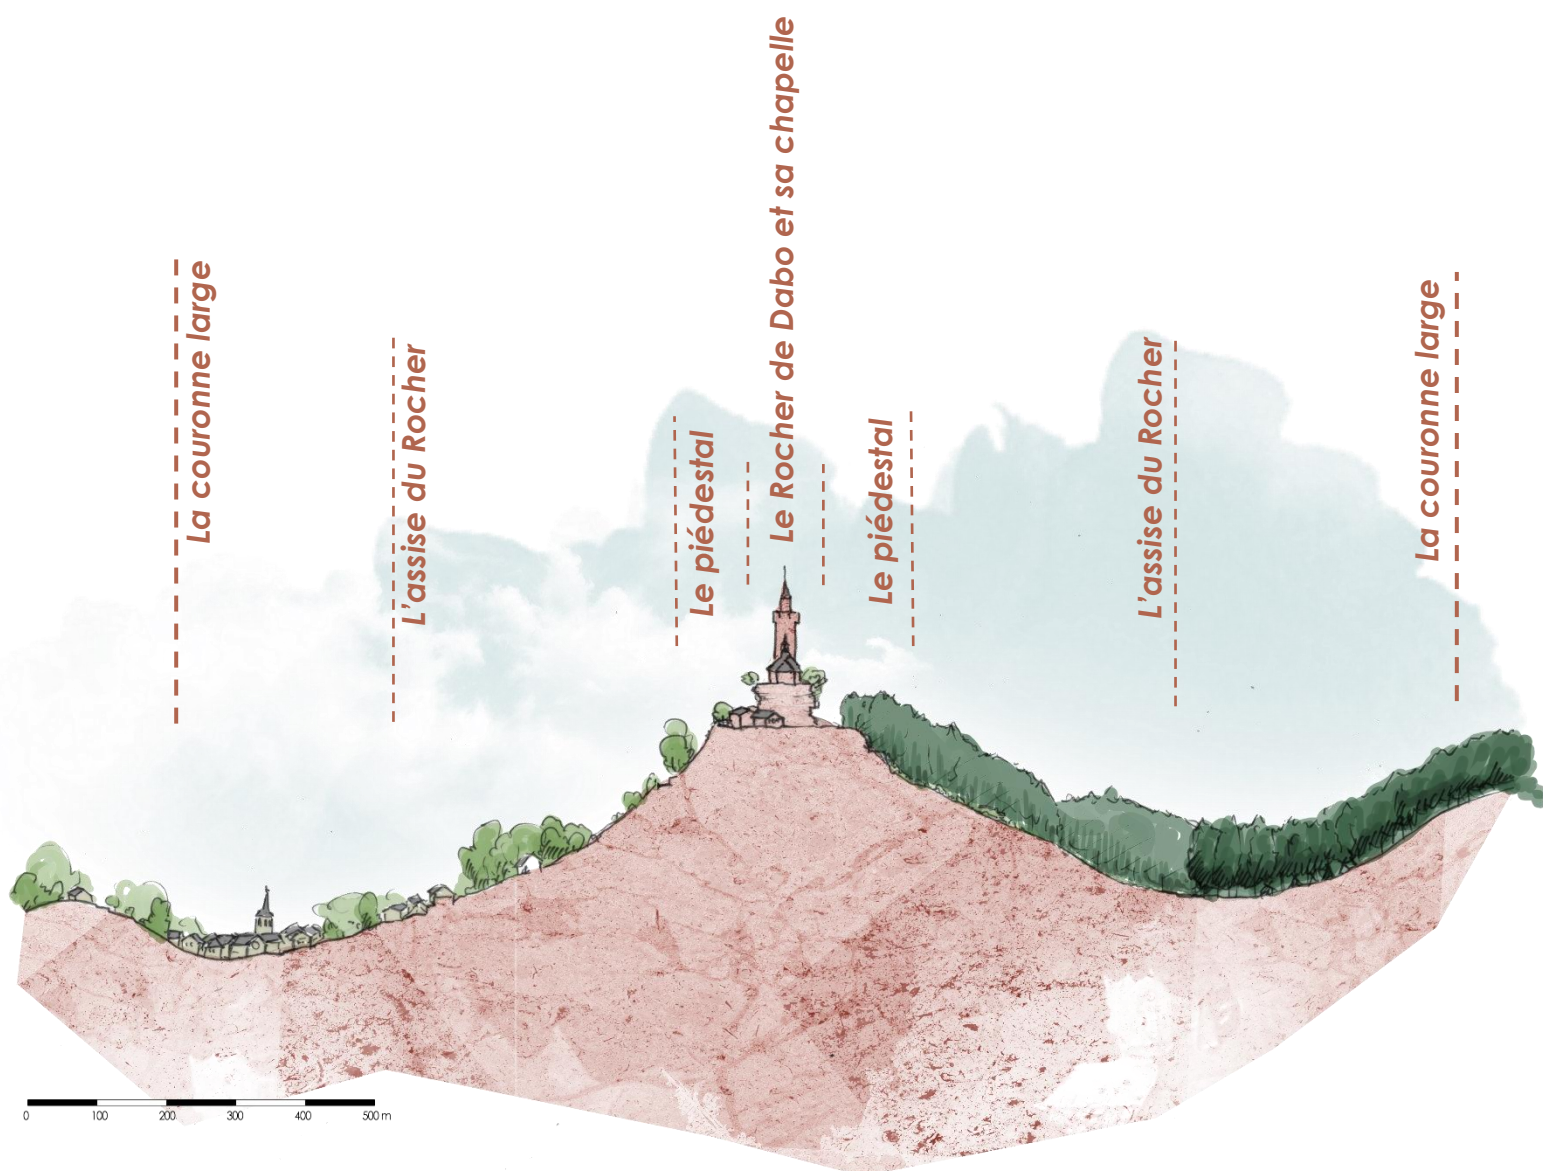 La couronne large
L'assise du Rocher
Le piédestal
Le Rocher de Dabo et sa chapelle
Le piédestal
L'assise du Rocher
La couronne large
0 100 200 300 400 500 m